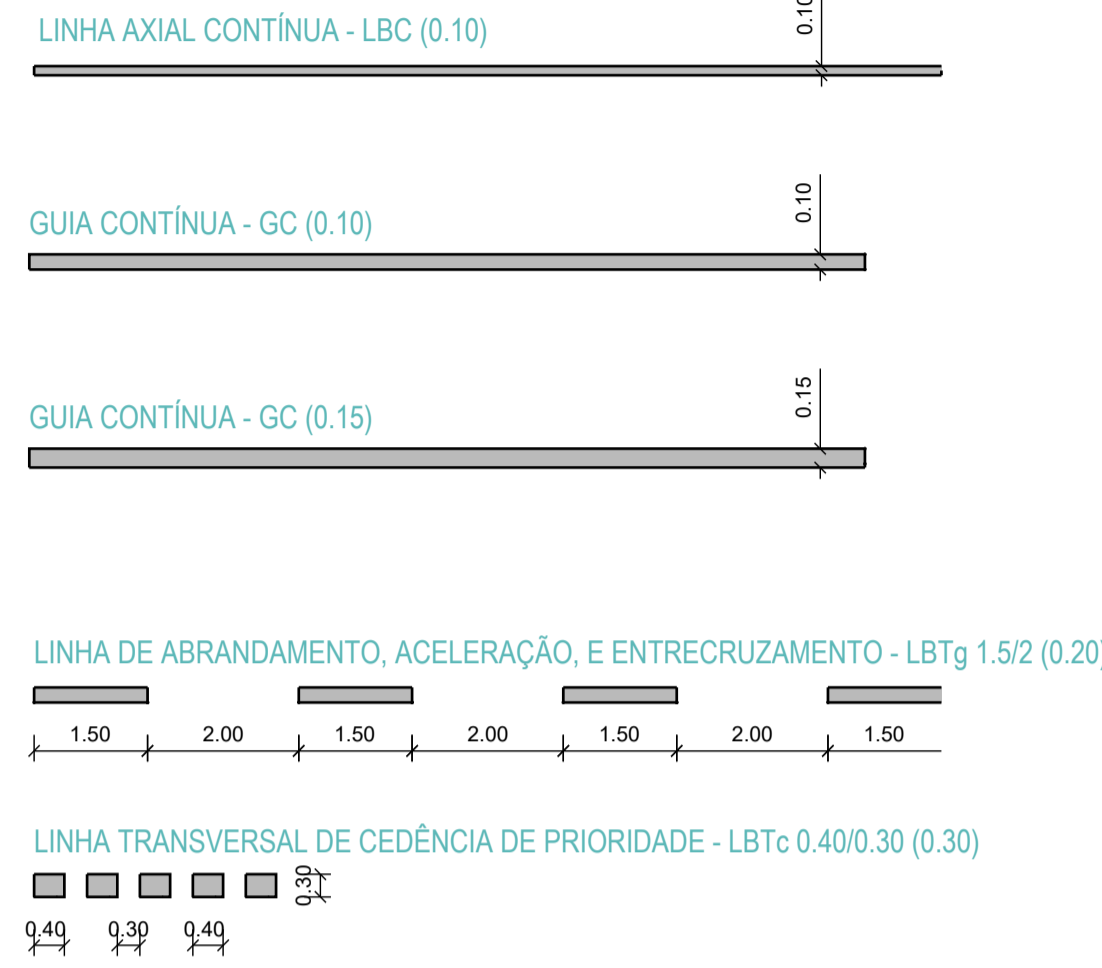 LINHA AXIAL CONTÍNUA - LBC (0.10)
0.10
GUIA CONTÍNUA - GC (0.10)
0.10
GUIA CONTÍNUA - GC (0.15)
0.15
LINHA DE ABRANDAMENTO, ACELERAÇÃO, E ENTRECRUZAMENTO - LBTg 1.5/2 (0.20)
1.50 2.00 1.50 2.00 1.50 2.00 1.50
LINHA TRANSVERSAL DE CEDÊNCIA DE PRIORIDADE - LBTc 0.40/0.30 (0.30)
0.30
0.40 0.30 0.40